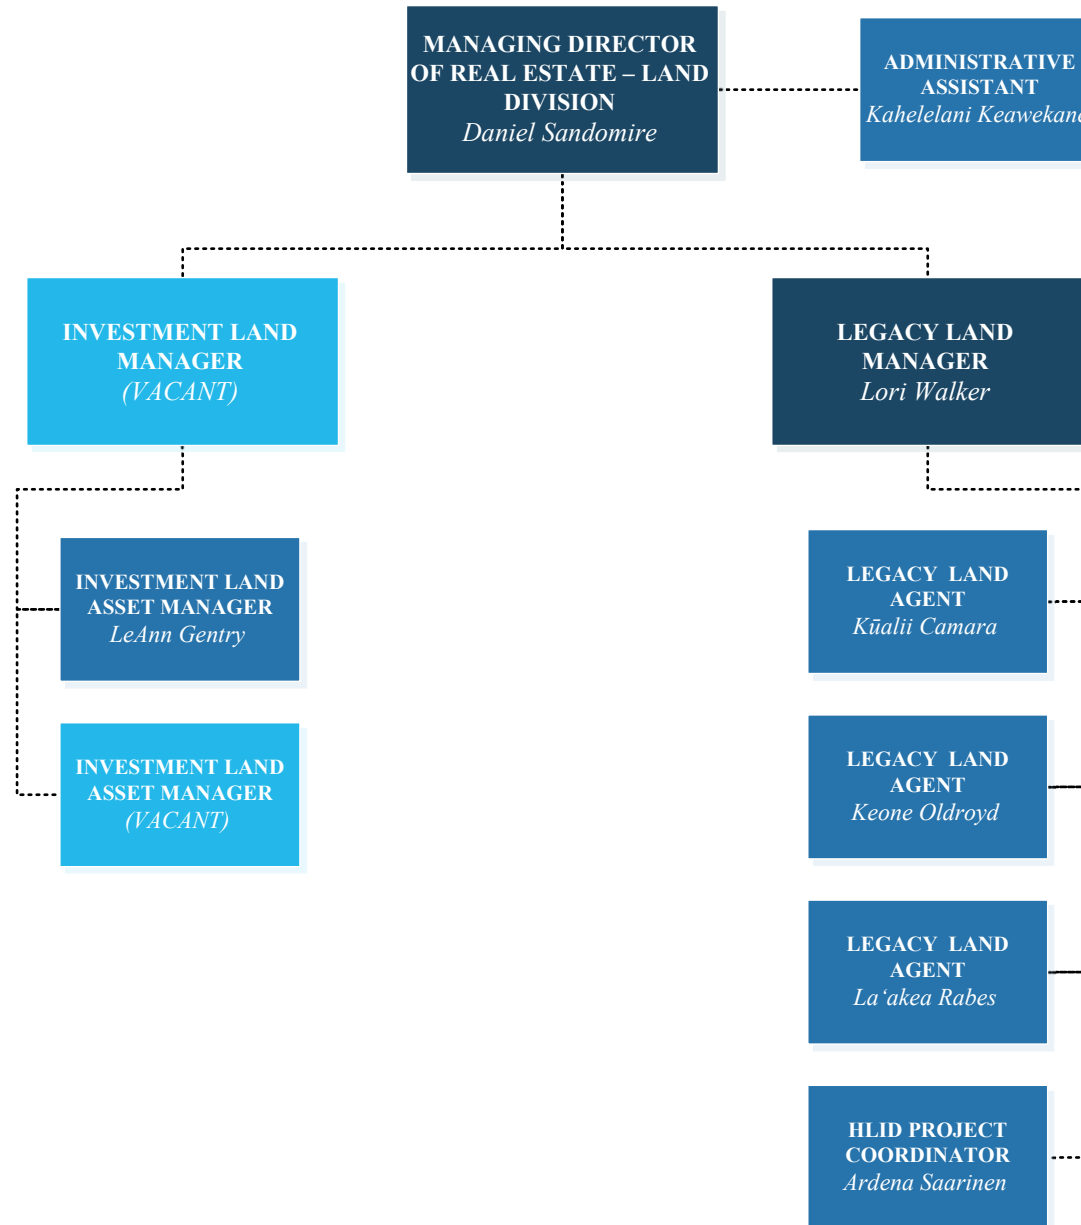 MANAGING DIRECTOR
OF REAL ESTATE – LAND
DIVISION
Daniel Sandomire
ADMINISTRATIVE
ASSISTANT
Kahelelani Keawekane
INVESTMENT LAND
MANAGER
(VACANT)
LEGACY LAND
MANAGER
Lori Walker
INVESTMENT LAND
ASSET MANAGER
LeAnn Gentry
INVESTMENT LAND
ASSET MANAGER
(VACANT)
LEGACY LAND
AGENT
Kūalii Camara
LEGACY LAND
AGENT
Keone Oldroyd
LEGACY LAND
AGENT
La‘akea Rabes
HLID PROJECT
COORDINATOR
Ardena Saarinen